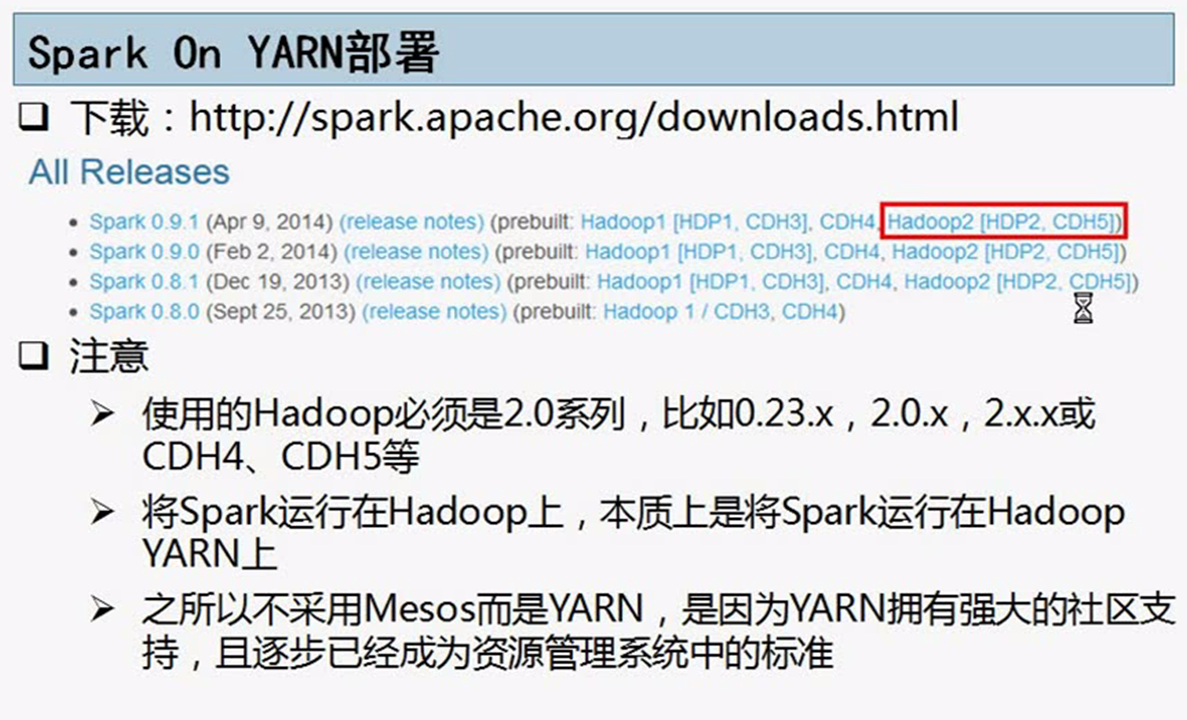 Spark On YARN部署
下载：http://spark.apache.org/downloads.html
All Releases
Spark 0.9.1 (Apr 9, 2014) (release notes) (prebuilt: Hadoop1 [HDP1, CDH3], CDH4, Hadoop2 [HDP2, CDH5])
Spark 0.9.0 (Feb 2, 2014) (release notes) (prebuilt: Hadoop1 [HDP1, CDH3], CDH4, Hadoop2 [HDP2, CDH5])
Spark 0.8.1 (Dec 19, 2013) (release notes) (prebuilt: Hadoop1 [HDP1, CDH3], CDH4, Hadoop2 [HDP2, CDH5])
Spark 0.8.0 (Sept 25, 2013) (release notes) (prebuilt: Hadoop 1 / CDH3, CDH4)
注意
使用的Hadoop必须是2.0系列，比如0.23.x，2.0.x，2.x.x或
CDH4、CDH5等
将Spark运行在Hadoop上，本质上是将Spark运行在Hadoop
YARN上
之所以不采用Mesos而是YARN，是因为YARN拥有强大的社区支
持，且逐步已经成为资源管理系统中的标准